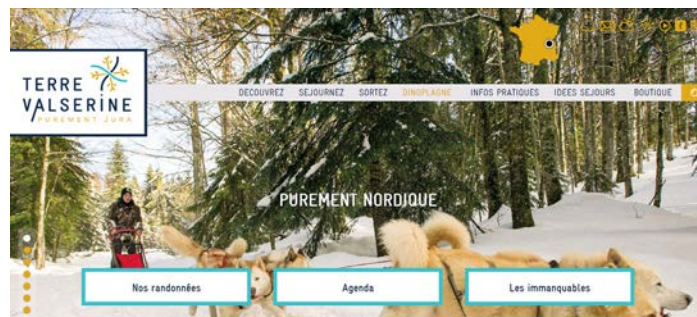 TERRE
VALSERINE
PUREMENT JURA
DECOUVREZ SEJOURNEZ SORTEZ DINOPLAGNE INFOS PRATIQUES IDEES SEJOURS BOUTIQUE
PUREMENT NORDIQUE
Nos randonnées Agenda Les immanquables